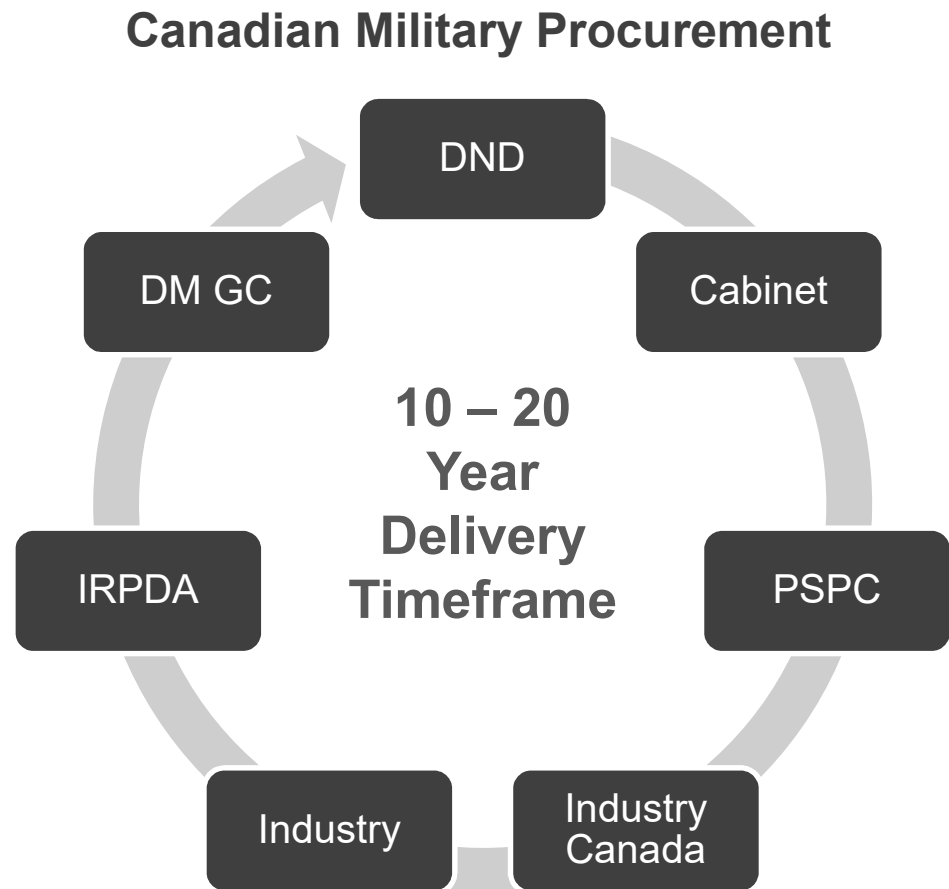 Canadian Military Procurement
DND
Cabinet
PSPC
Industry
Canada
Industry
IRPDA
DM GC
10 – 20
Year
Delivery
Timeframe